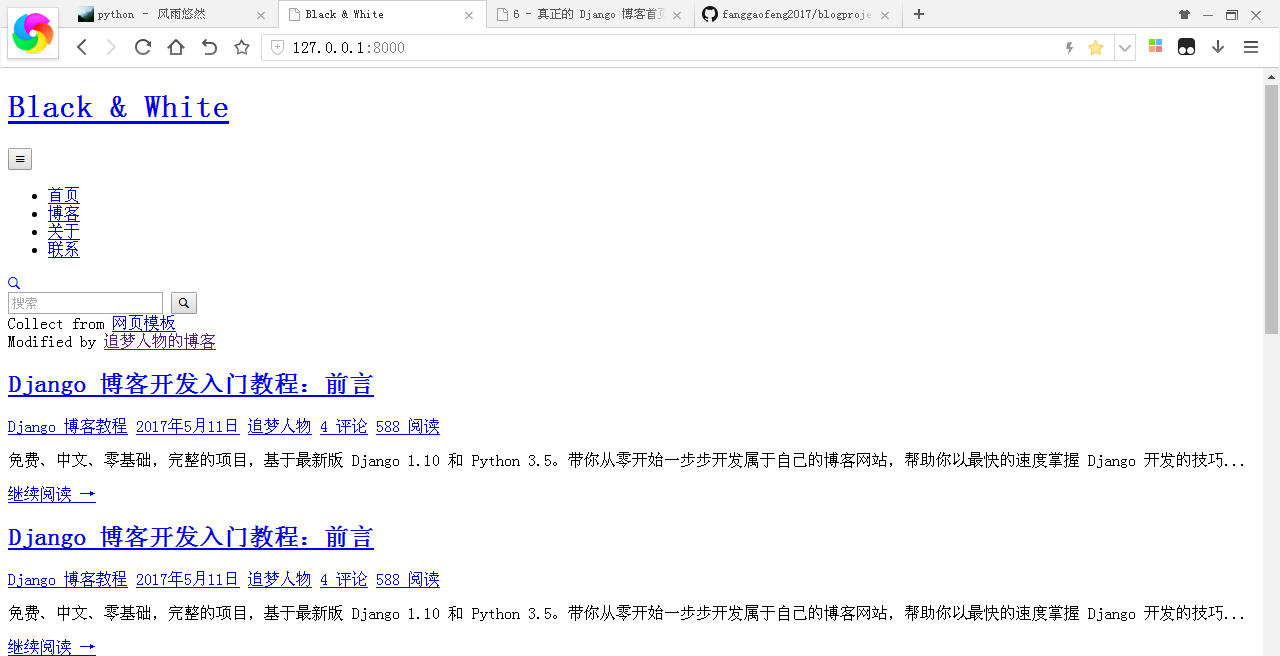 python - 风雨悠然
Black & White
6 - 真正的 Django 博客首页
fenggaofeng2017/blogproje
127.0.0.1:8000
Black & White
≡
首页
博客
关于
联系
搜索
Collect from 网页模板
Modified by 追梦人物的博客
Django 博客开发入门教程：前言
Django 博客教程 2017年5月11日 追梦人物 4 评论 588 阅读
免费、中文、零基础，完整的项目，基于最新版 Django 1.10 和 Python 3.5。带你从零开始一步步开发属于自己的博客网站，帮助你以最快的速度掌握 Django 开发的技巧...
继续阅读 →
Django 博客开发入门教程：前言
Django 博客教程 2017年5月11日 追梦人物 4 评论 588 阅读
免费、中文、零基础，完整的项目，基于最新版 Django 1.10 和 Python 3.5。带你从零开始一步步开发属于自己的博客网站，帮助你以最快的速度掌握 Django 开发的技巧...
继续阅读 →